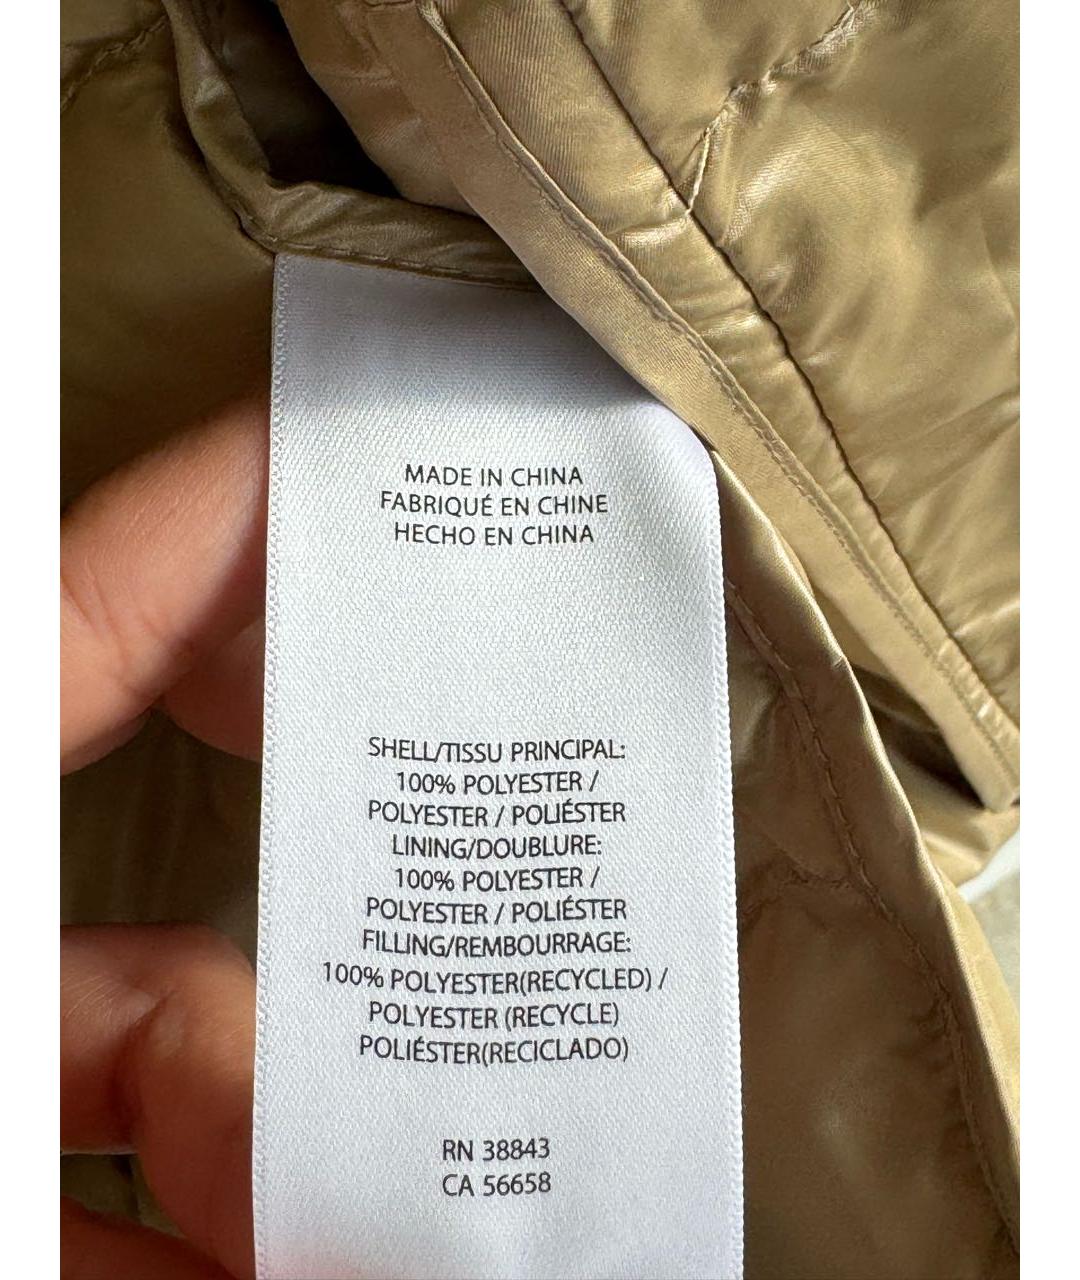 MADE IN CHINA
FABRIQUÉ EN CHINE
HECHO EN CHINA
SHELL/TISSU PRINCIPAL:
100% POLYESTER /
POLYESTER / POLIÉSTER
LINING/DOUBLURE:
100% POLYESTER /
POLYESTER / POLIÉSTER
FILLING/REMBOURRAGE:
100% POLYESTER(RECYCLED) /
POLYESTER (RECYCLE)
POLIÉSTER(RECICLADO)
RN 38843
CA 56658